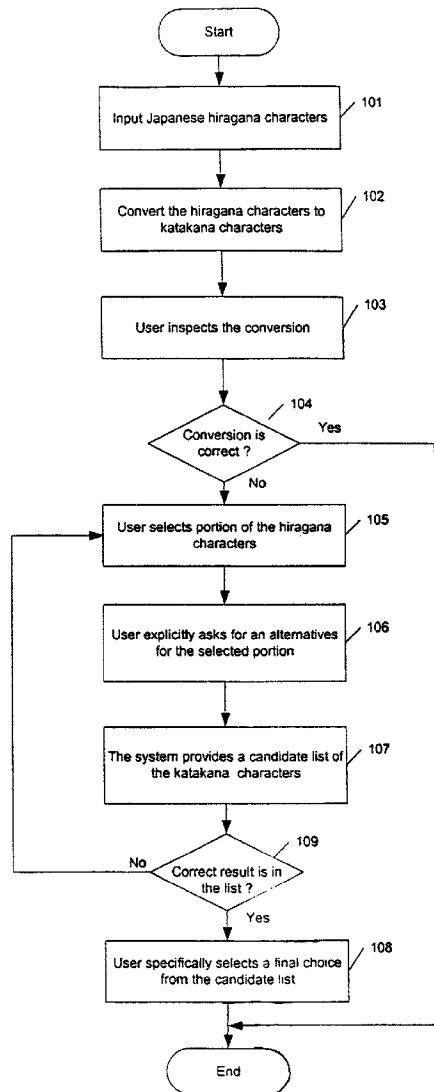 Start
Input Japanese hiragana characters
101
Convert the hiragana characters to
katakana characters
102
User inspects the conversion
103
104
Conversion is
correct ?
Yes
No
User selects portion of the hiragana
characters
105
User explicitly asks for an alternatives
for the selected portion
106
The system provides a candidate list of
the katakana characters
107
109
No
Correct result is in
the list ?
Yes
User specifically selects a final choice
from the candidate list
108
End